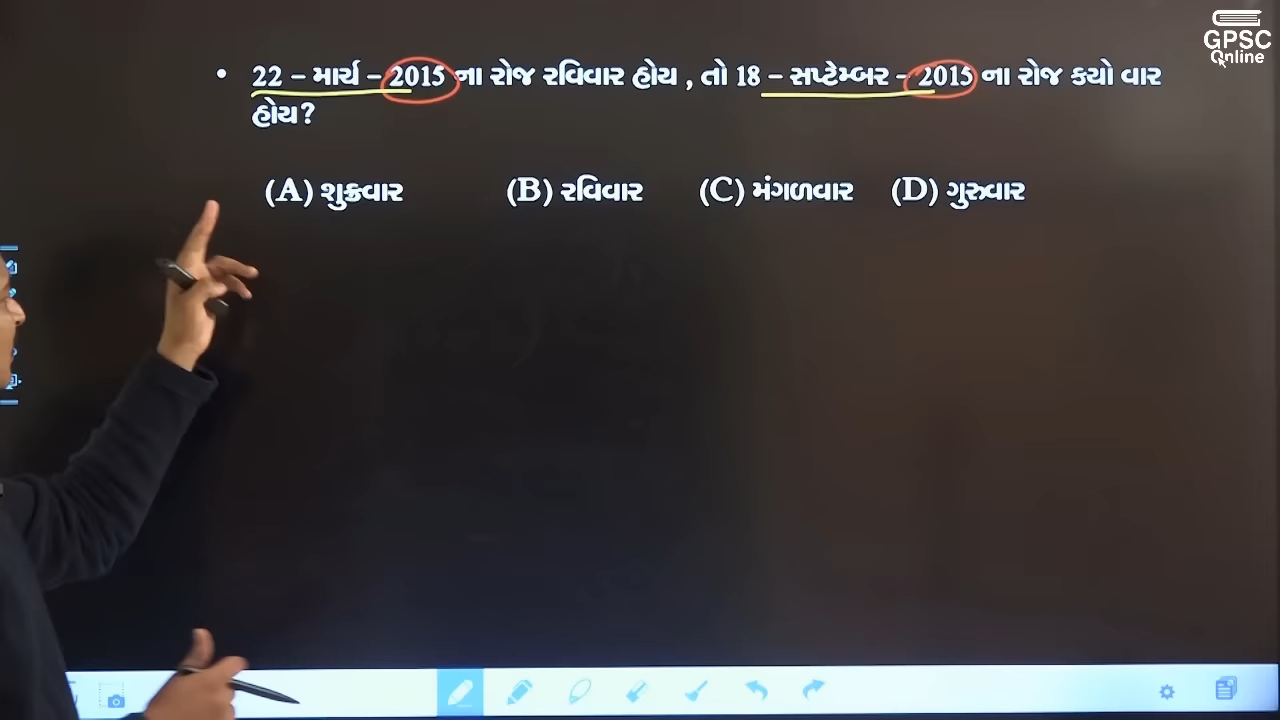 GPSC
Online
• 22 – માર્ચ – 2015 ના રોજ રવિવાર હોય , તો 18 – સપ્ટેમ્બર – 2015 ના રોજ કયો વાર
હોય?
(A) શુક્રવાર (B) રવિવાર (C) મંગળવાર (D) ગુરુવાર